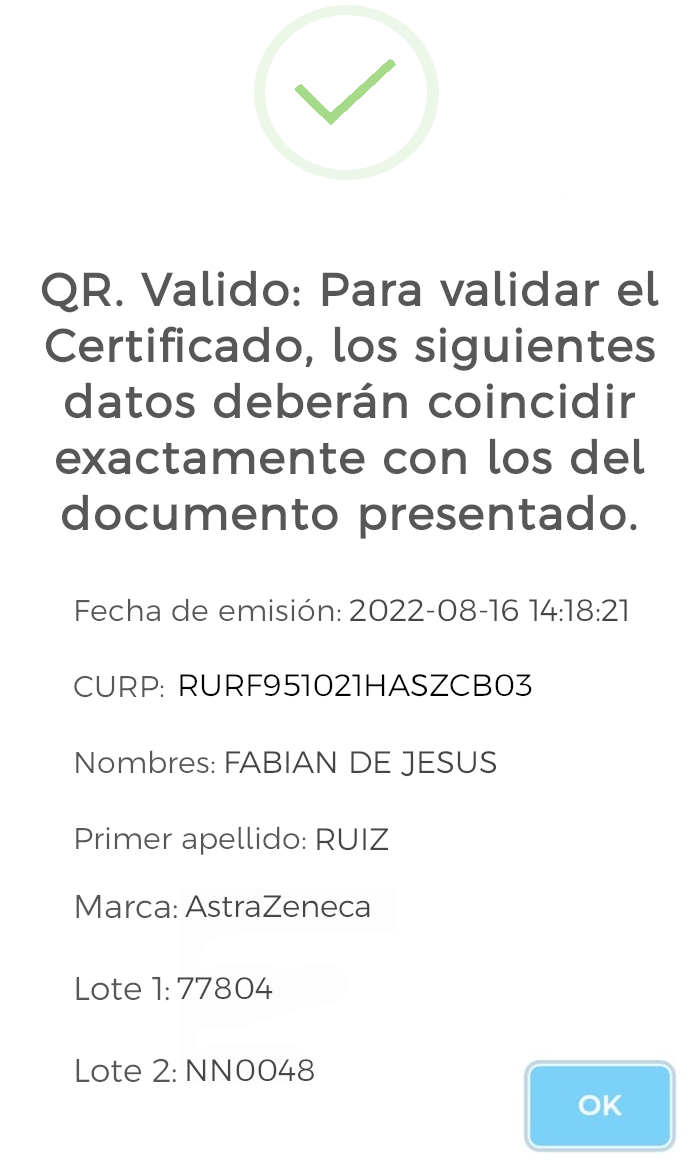 QR. Valido: Para validar el
Certificado, los siguientes
datos deberán coincidir
exactamente con los del
documento presentado.
Fecha de emisión: 2022-08-16 14:18:21
CURP: RURF951021HASZCB03
Nombres: FABIAN DE JESUS
Primer apellido: RUIZ
Marca: AstraZeneca
Lote 1: 77804
Lote 2: NN0048
OK